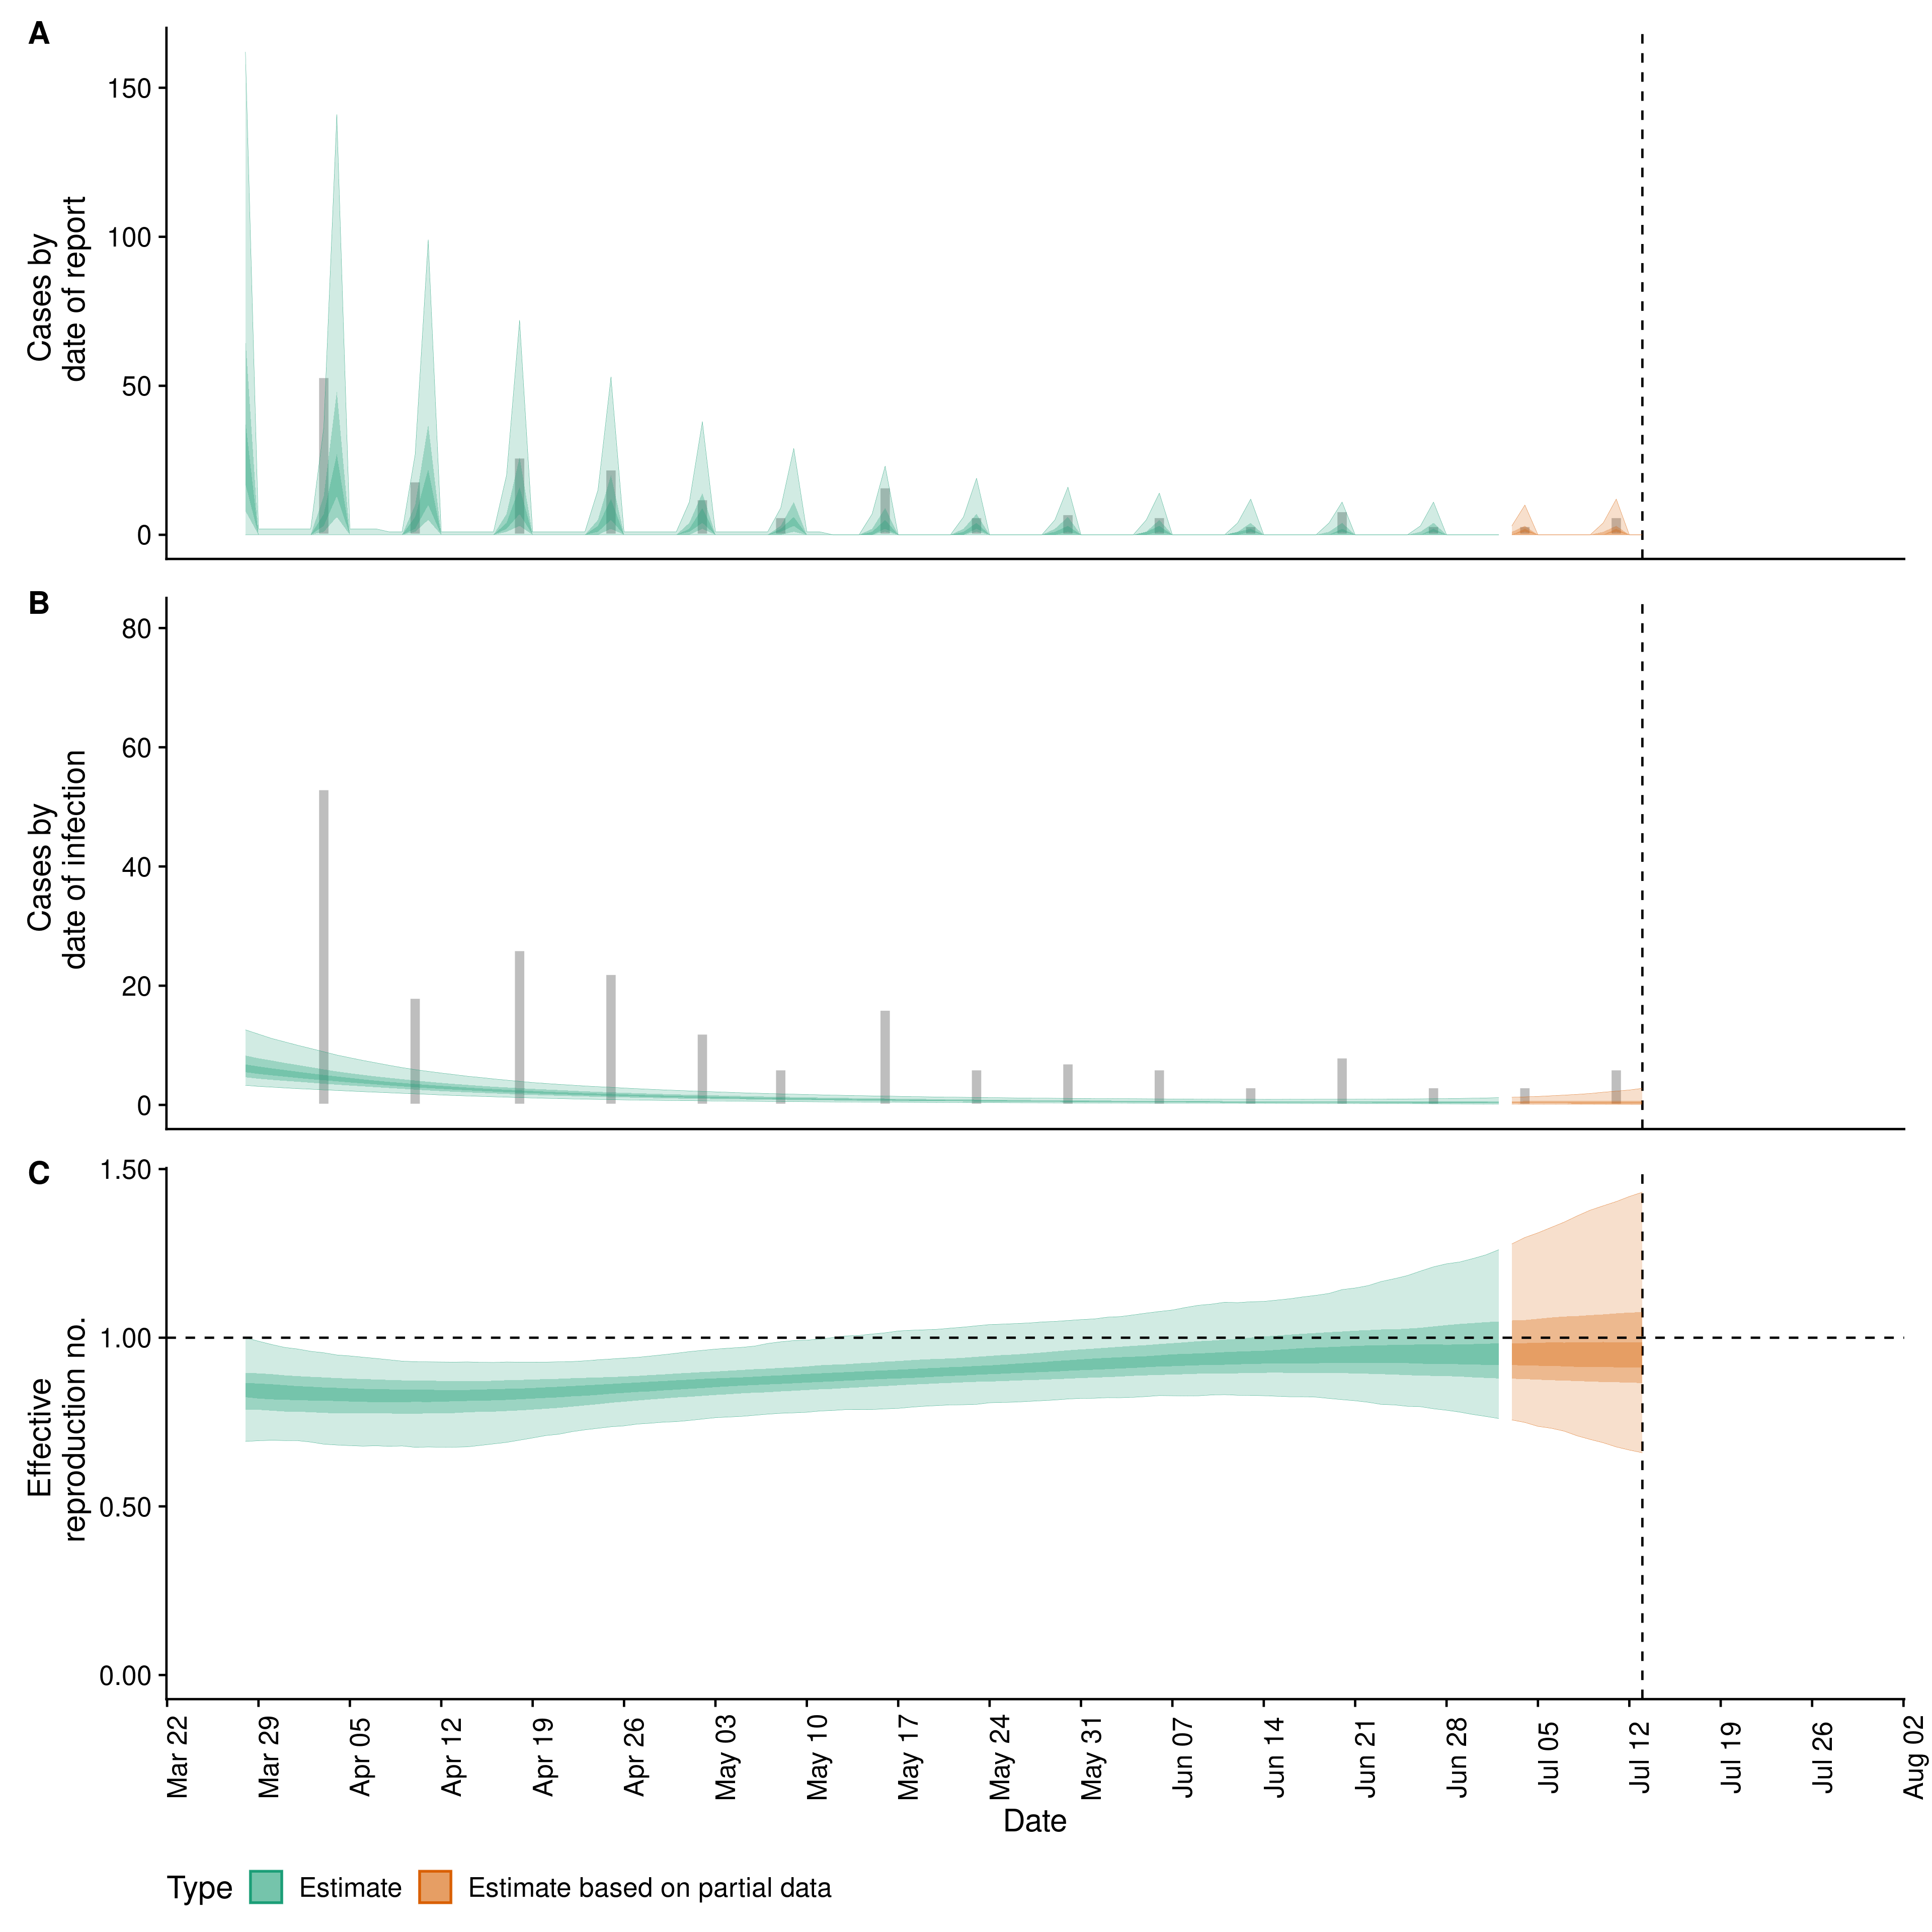 A
Cases by
date of report
150
100
50
0
B
Cases by
date of infection
80
60
40
20
0
C
Effective
reproduction no.
1.50
1.00
0.50
0.00
Mar 22
Mar 29
Apr 05
Apr 12
Apr 19
Apr 26
May 03
May 10
May 17
May 24
May 31
Jun 07
Jun 14
Jun 21
Jun 28
Jul 05
Jul 12
Jul 19
Jul 26
Aug 02
Date
Type Estimate Estimate based on partial data